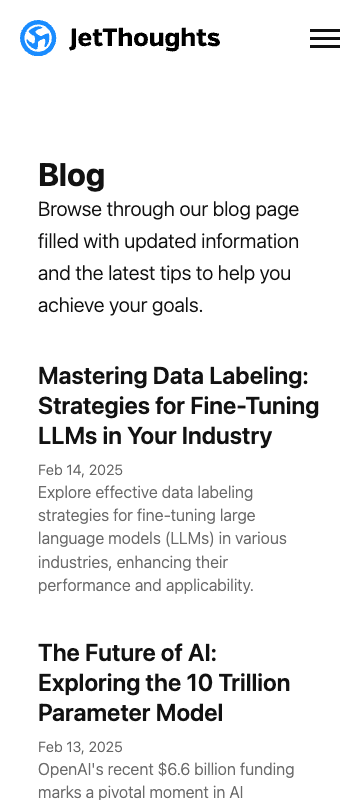 JetThoughts
Blog
Browse through our blog page
filled with updated information
and the latest tips to help you
achieve your goals.
Mastering Data Labeling:
Strategies for Fine-Tuning
LLMs in Your Industry
Feb 14, 2025
Explore effective data labeling
strategies for fine-tuning large
language models (LLMs) in various
industries, enhancing their
performance and applicability.
The Future of AI:
Exploring the 10 Trillion
Parameter Model
Feb 13, 2025
OpenAI's recent $6.6 billion funding
marks a pivotal moment in AI